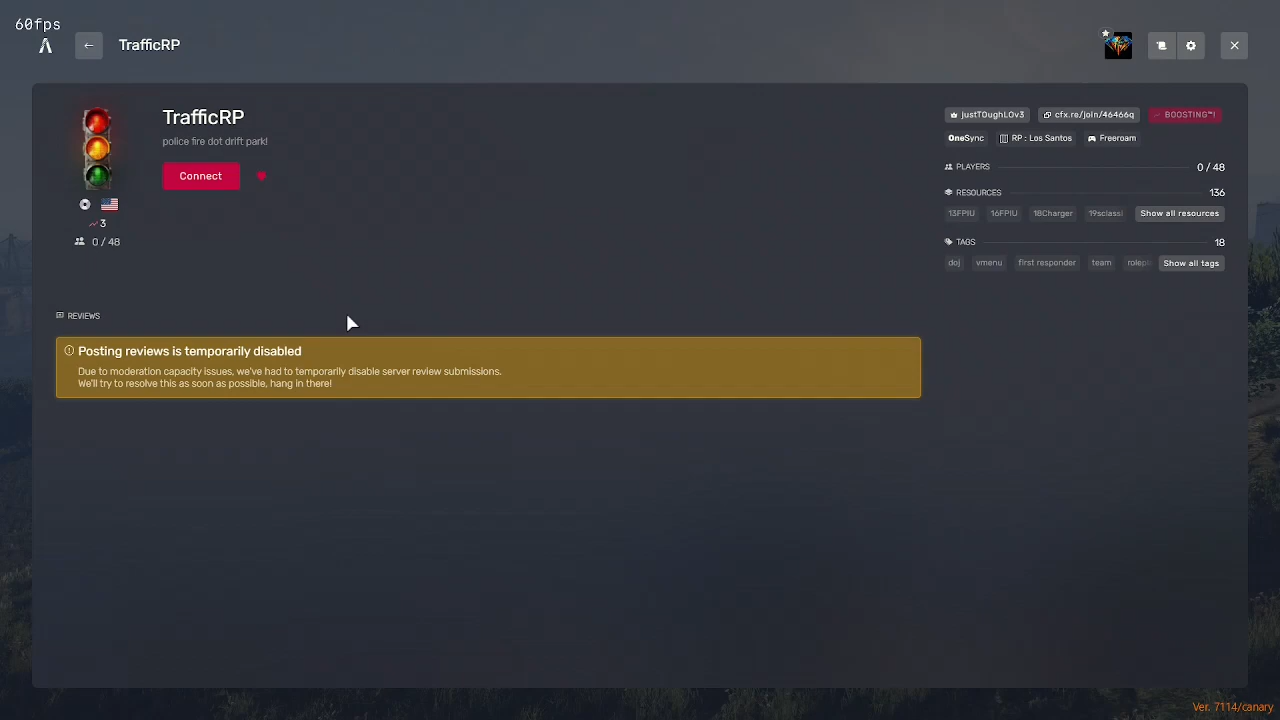 60fps
TrafficRP
TrafficRP
police fire dot drift park!
Connect
3
0 / 48
justT0ughL0v3
cfx.re/join/46466q
BOOSTING™!
OneSync
RP : Los Santos
Freeroam
PLAYERS
0 / 48
RESOURCES
136
13FPIU
16FPIU
18Charger
19sclassi
Show all resources
TAGS
18
doj
vmenu
first responder
team
rolepl
Show all tags
REVIEWS
Posting reviews is temporarily disabled
Due to moderation capacity issues, we've had to temporarily disable server review submissions.
We'll try to resolve this as soon as possible, hang in there!
Ver. 7114/canary